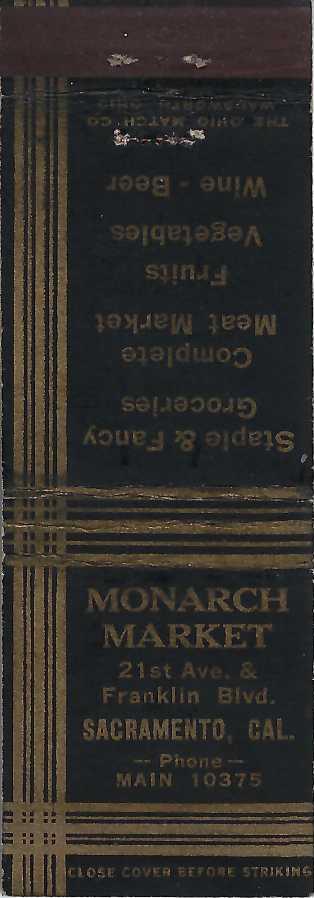 MONARCH
MARKET
21st Ave. &
Franklin Blvd.
SACRAMENTO, CAL.
— Phone —
MAIN 10375
CLOSE COVER BEFORE STRIKING
Staple & Fancy
Groceries
Complete
Meat Market
Fruits
Vegetables
Wine - Beer
THE OHIO MATCH CO.
WADSWORTH, OHIO